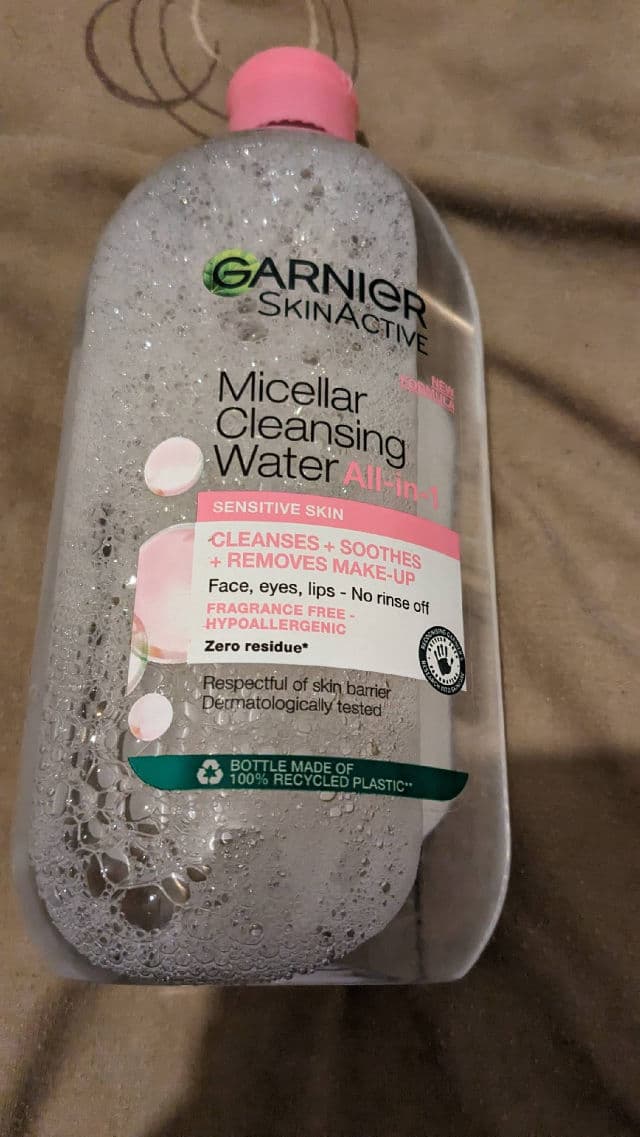 GARNIER
SKINACTIVE
NEW
FORMULA
Micellar
Cleansing
Water All-in-1
SENSITIVE SKIN
CLEANSES + SOOTHES
+ REMOVES MAKE-UP
Face, eyes, lips - No rinse off
FRAGRANCE FREE -
HYPOALLERGENIC
Zero residue*
Respectful of skin barrier
Dermatologically tested
BOTTLE MADE OF
100% RECYCLED PLASTIC**